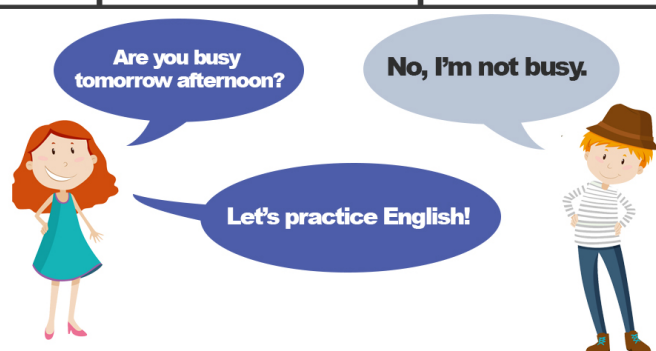 Are you busy
tomorrow afternoon?
No, I'm not busy.
Let's practice English!